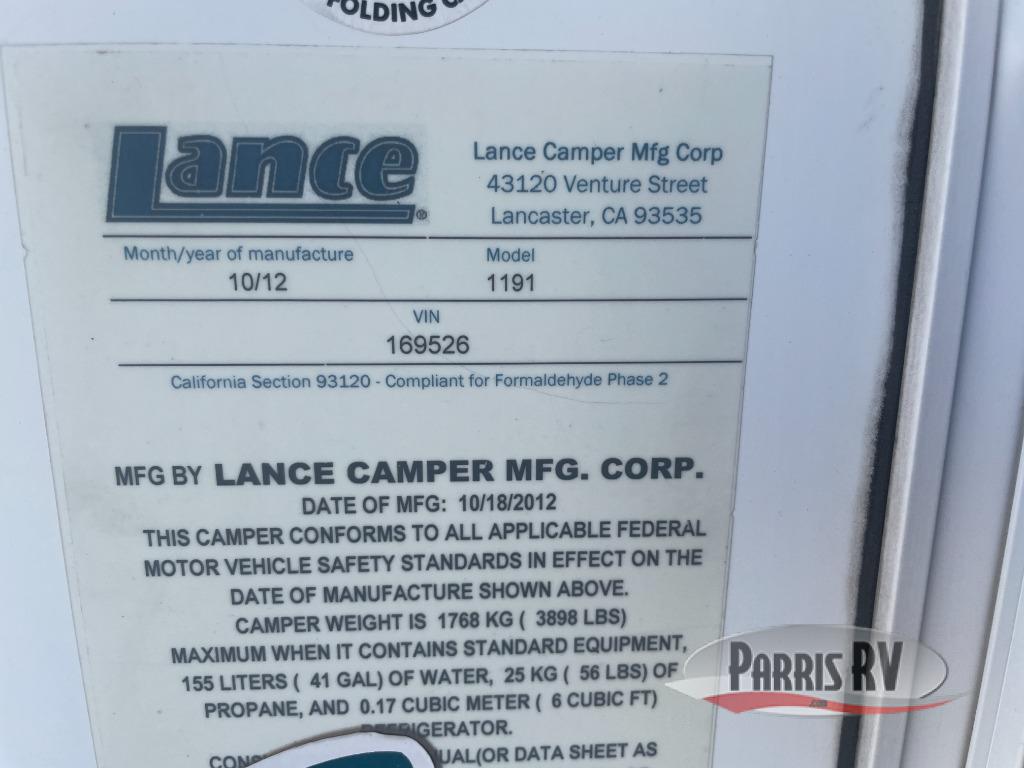 FOLDING
Lance®
Lance Camper Mfg Corp
43120 Venture Street
Lancaster, CA 93535
Month/year of manufacture Model
10/12 1191
VIN
169526
California Section 93120 - Compliant for Formaldehyde Phase 2
MFG BY LANCE CAMPER MFG. CORP.
DATE OF MFG: 10/18/2012
THIS CAMPER CONFORMS TO ALL APPLICABLE FEDERAL
MOTOR VEHICLE SAFETY STANDARDS IN EFFECT ON THE
DATE OF MANUFACTURE SHOWN ABOVE.
CAMPER WEIGHT IS 1768 KG ( 3898 LBS)
MAXIMUM WHEN IT CONTAINS STANDARD EQUIPMENT,
155 LITERS ( 41 GAL) OF WATER, 25 KG ( 56 LBS) OF
PROPANE, AND 0.17 CUBIC METER ( 6 CUBIC FT)
REFRIGERATOR.
(OR DATA SHEET AS
PARRIS RV
.com